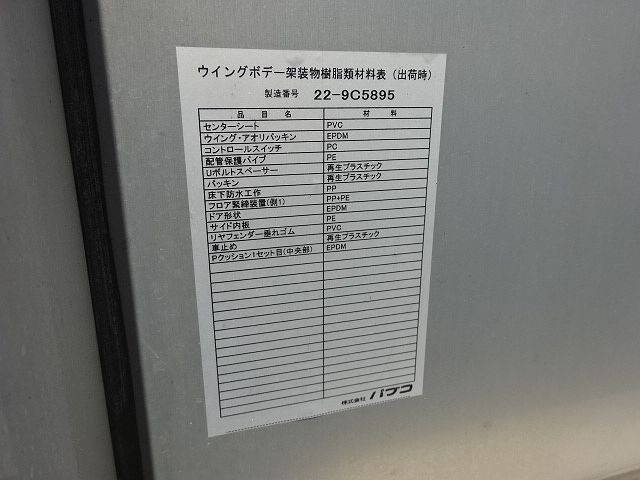 ウイングボデー架装物樹脂類材料表（出荷時）
製造番号 22-9C5895
品目名 材料
センターシート PVC
ウイング・アオリパッキン EPDM
コントロールスイッチ PC
配管保護パイプ PE
Uボルトスペーサー 再生プラスチック
パッキン 再生プラスチック
床下防水工作 PP
フロア緊締装置(側1) PP+PE
ドア形状 EPDM
サイド内板 PE
リヤフェンダー垂れゴム PVC
車止め 再生プラスチック
Pクッション1セット目(中央部) EPDM
株式会社 パブコ